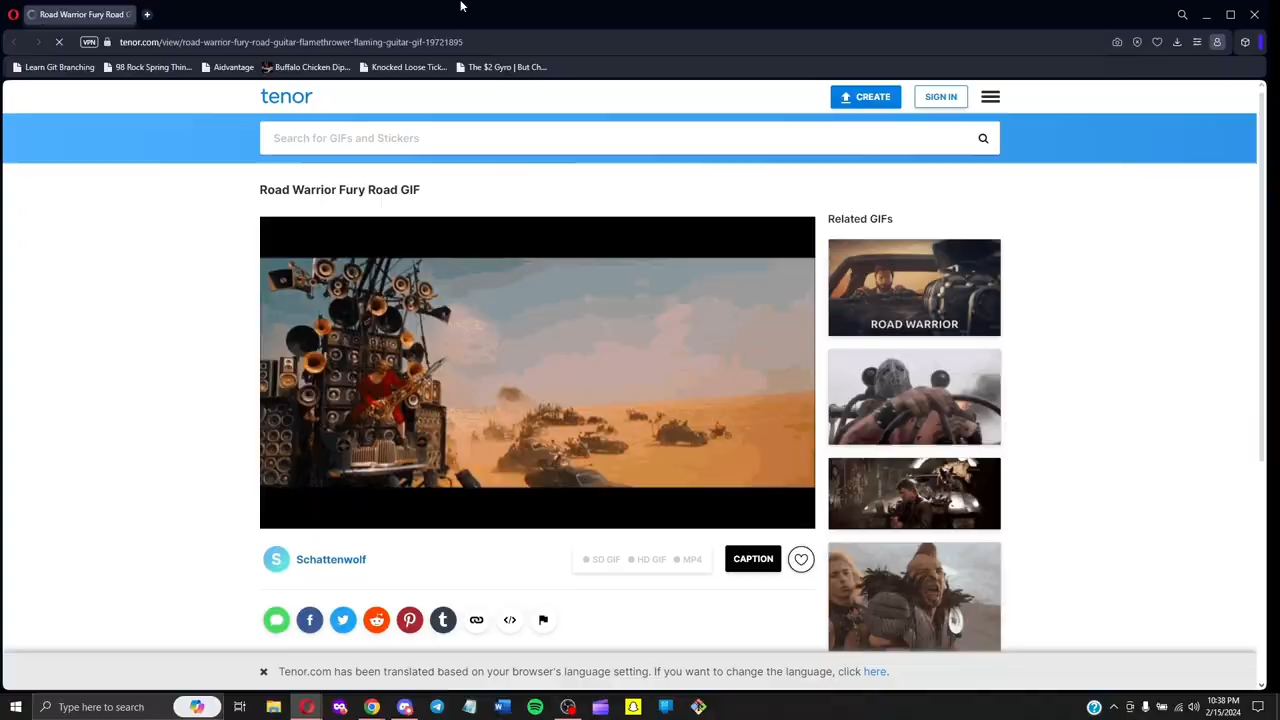 Road Warrior Fury Road G
VPN
tenor.com/view/road-warrior-fury-road-guitar-flamethrower-flaming-guitar-gif-19721895
Learn Git Branching
98 Rock Spring Thin...
Aidvantage
Buffalo Chicken Dip...
Knocked Loose Tick...
The $2 Gyro | But Ch...
tenor
CREATE
SIGN IN
Search for GIFs and Stickers
Road Warrior Fury Road GIF
Related GIFs
ROAD WARRIOR
S
Schattenwolf
SD GIF
HD GIF
MP4
CAPTION
Tenor.com has been translated based on your browser's language setting. If you want to change the language, click here.
Type here to search
10:38 PM
2/15/2024